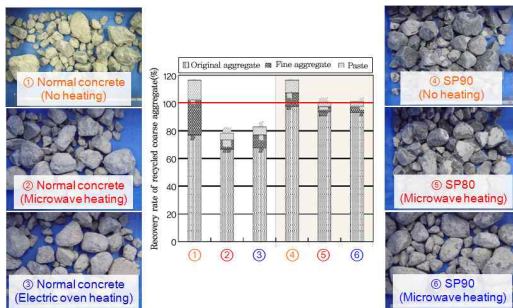 ① Normal concrete
(No heating)
② Normal concrete
(Microwave heating)
③ Normal concrete
(Electric oven heating)
Original aggregate Fine aggregate Paste
Recovery rate of recycled coarse aggregate(%)
120
100
80
60
40
20
0
① ② ③ ④ ⑤ ⑥
④ SP90
(No heating)
⑤ SP80
(Microwave heating)
⑥ SP90
(Microwave heating)